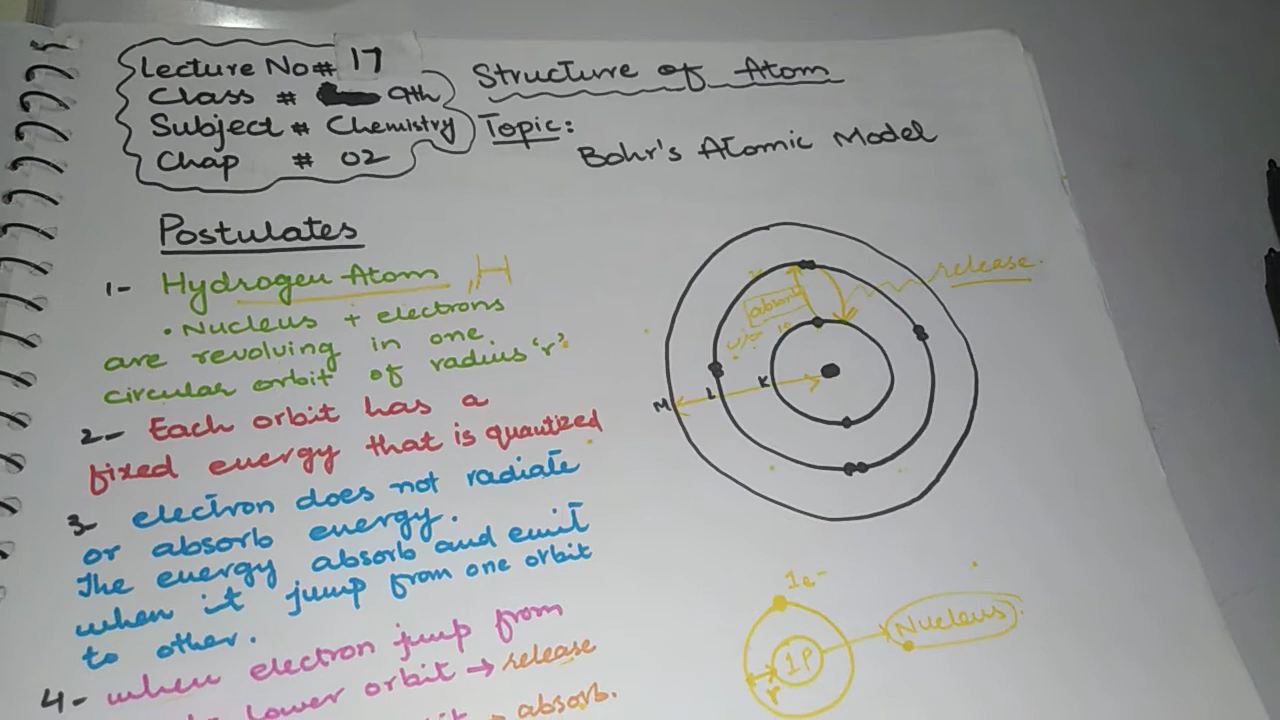 Lecture No# 17
Class # 9th
Subject # Chemistry
Chap # 02
Structure of Atom
Topic:
Bohr's Atomic Model
Postulates
1- Hydrogen Atom, H
• Nucleus + electrons
are revolving in one
circular orbit of radius 'r'.
2- Each orbit has a
fixed energy that is quantized
3- electron does not radiate
or absorb energy.
The energy absorb and emit
when it jump from one orbit
to other.
4- when electron jump from
lower orbit → release
absorb.
release
absorb
جذب
M L K
1e-
1P
r
Nucleus